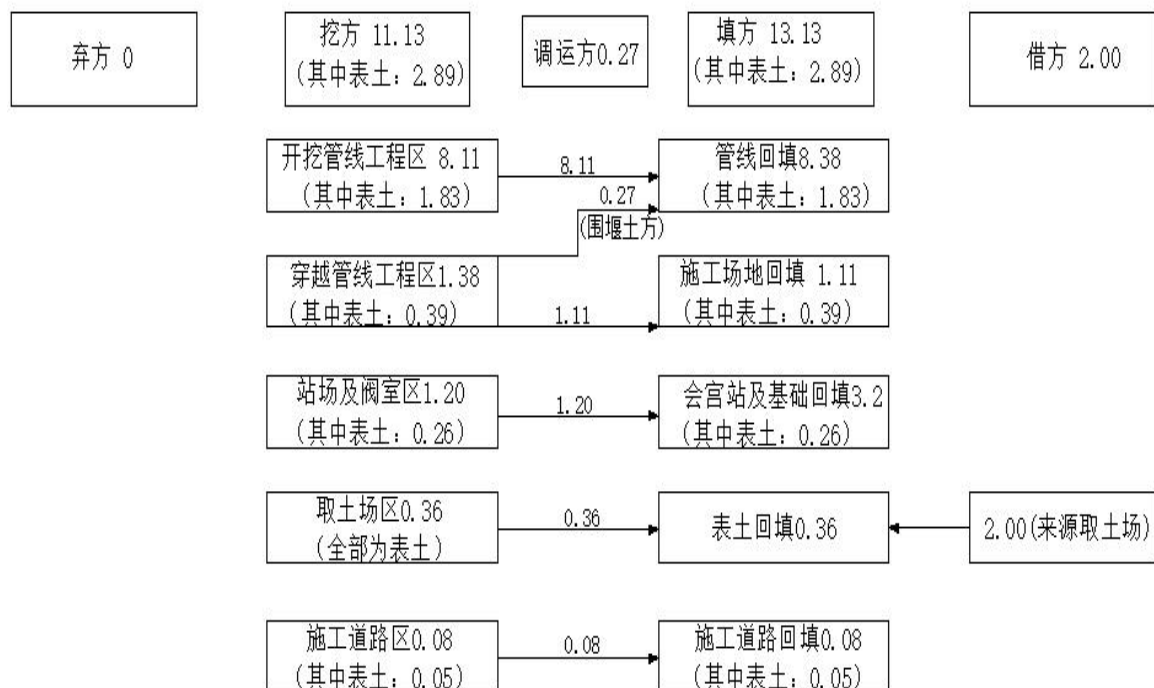 弃方 0
挖方 11.13
(其中表土：2.89)
调运方0.27
填方 13.13
(其中表土：2.89)
借方 2.00
开挖管线工程区 8.11
(其中表土：1.83)
8.11
管线回填8.38
(其中表土：1.83)
0.27
(围堰土方)
穿越管线工程区1.38
(其中表土：0.39)
1.11
施工场地回填 1.11
(其中表土：0.39)
站场及阀室区1.20
(其中表土：0.26)
1.20
会宫站及基础回填3.2
(其中表土：0.26)
取土场区0.36
(全部为表土)
0.36
表土回填0.36
2.00(来源取土场)
施工道路区0.08
(其中表土：0.05)
0.08
施工道路回填0.08
(其中表土：0.05)